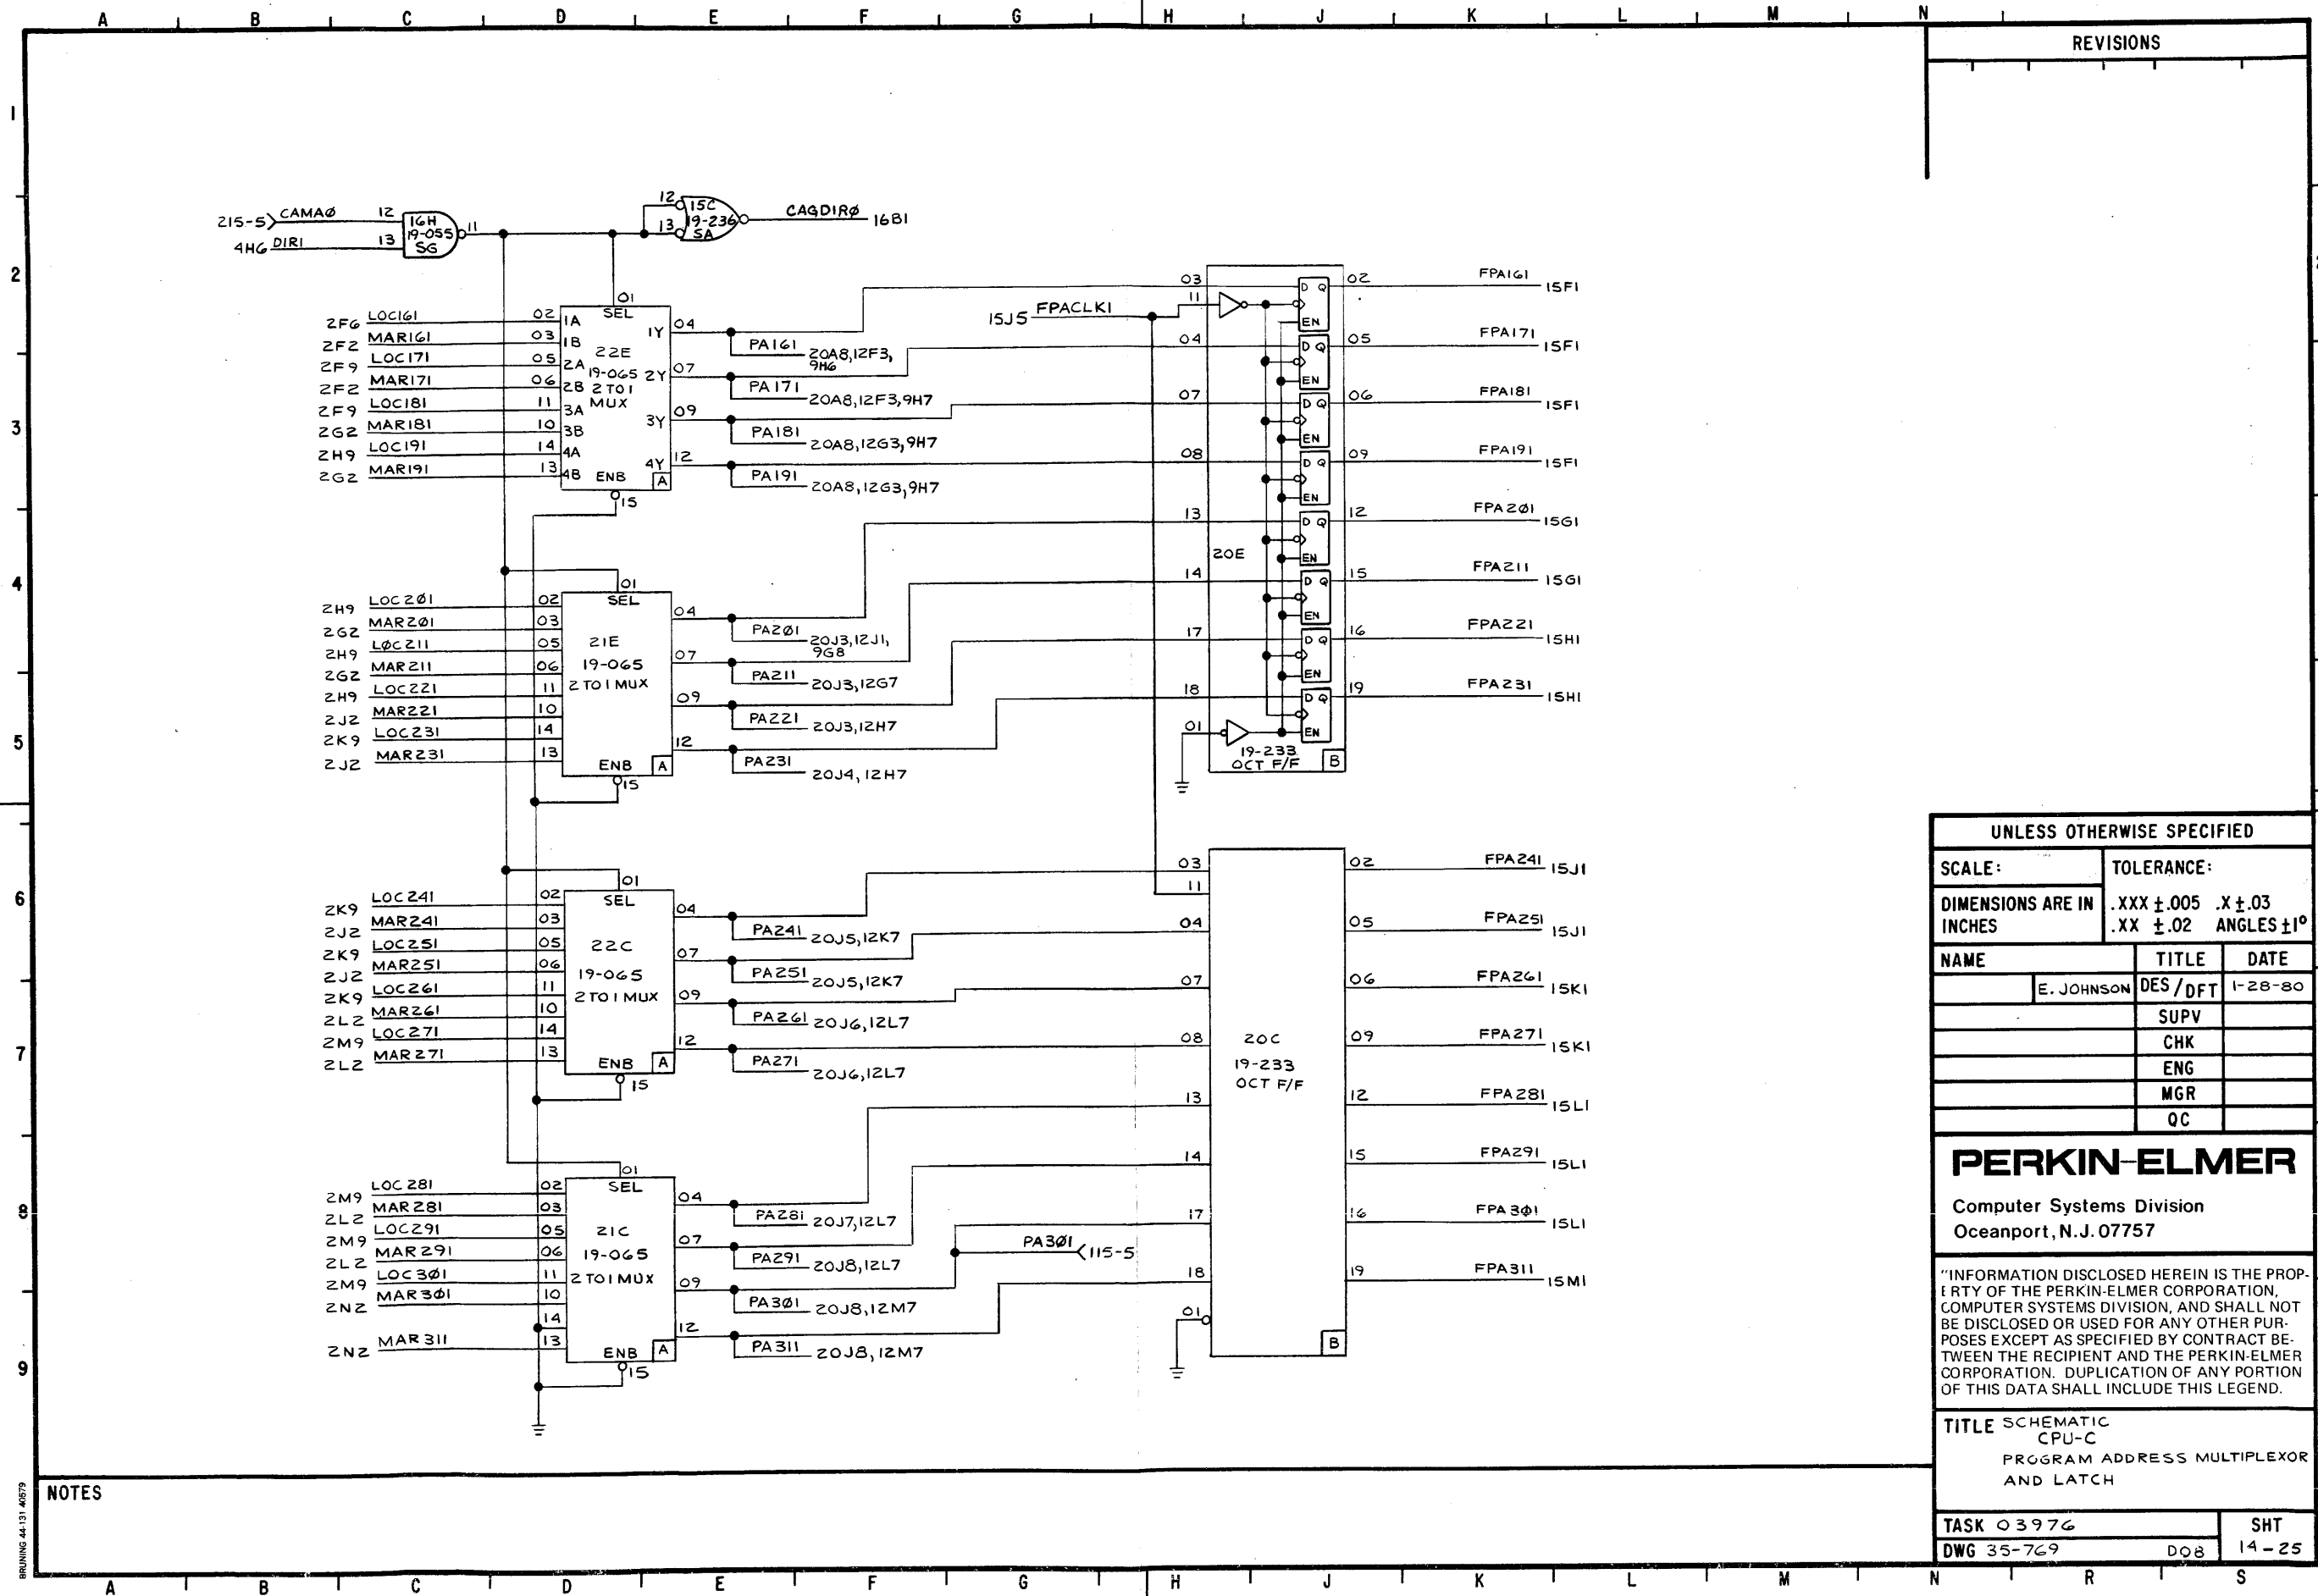 A B C D E F G H J K L M N
REVISIONS
1
2
3
4
5
6
7
8
9
215-5 CAMAØ 12
4H6 DIR1 13
16H
19-055
SG
11
12
13
15C
19-236
SA
CAGDIRØ 16B1
2F6 LOC161 02 1A
2F2 MAR161 03 1B
2F9 LOC171 05 2A
2F2 MAR171 06 2B
2F9 LOC181 11 3A
2G2 MAR181 10 3B
2H9 LOC191 14 4A
2G2 MAR191 13 4B
01
SEL
22E
19-065
2 TO 1
MUX
ENB A
15
1Y 04
2Y 07
3Y 09
4Y 12
PA161 20A8,12F3,
9H6
PA171 20A8,12F3,9H7
PA181 20A8,12G3,9H7
PA191 20A8,12G3,9H7
2H9 LOC2Ø1 02
2G2 MAR2Ø1 03
2H9 LØC211 05
2G2 MAR211 06
2H9 LOC221 11
2J2 MAR221 10
2K9 LOC231 14
2J2 MAR231 13
01
SEL
21E
19-065
2 TO 1 MUX
ENB A
15
04
07
09
12
PA2Ø1 20J3,12J1,
9G8
PA211 20J3,12G7
PA221 20J3,12H7
PA231 20J4,12H7
2K9 LOC241 02
2J2 MAR241 03
2K9 LOC251 05
2J2 MAR251 06
2K9 LOC261 11
2L2 MAR261 10
2M9 LOC271 14
2L2 MAR271 13
01
SEL
22C
19-065
2 TO 1 MUX
ENB A
15
04
07
09
12
PA241 20J5,12K7
PA251 20J5,12K7
PA261 20J6,12L7
PA271 20J6,12L7
2M9 LOC281 02
2L2 MAR281 03
2M9 LOC291 05
2L2 MAR291 06
2M9 LOC3Ø1 11
2N2 MAR3Ø1 10
14
2N2 MAR311 13
01
SEL
21C
19-065
2 TO 1 MUX
ENB A
15
04
07
09
12
PA281 20J7,12L7
PA291 20J8,12L7
PA3Ø1 20J8,12M7
PA311 20J8,12M7
PA3Ø1 115-5
15J5 FPACLK1
03
11
04
07
08
13
14
17
18
01
D Q
EN
D Q
EN
D Q
EN
D Q
EN
D Q
EN
D Q
EN
D Q
EN
D Q
EN
20E
19-233
OCT F/F B
02 FPA161 15F1
05 FPA171 15F1
06 FPA181 15F1
09 FPA191 15F1
12 FPA2Ø1 15G1
15 FPA211 15G1
16 FPA221 15H1
19 FPA231 15H1
03
11
04
07
08
13
14
17
18
01
20C
19-233
OCT F/F
B
02 FPA241 15J1
05 FPA251 15J1
06 FPA261 15K1
09 FPA271 15K1
12 FPA281 15L1
15 FPA291 15L1
16 FPA3Ø1 15L1
19 FPA311 15M1
UNLESS OTHERWISE SPECIFIED
SCALE: TOLERANCE:
DIMENSIONS ARE IN INCHES
.XXX ±.005 .X ±.03
.XX ±.02 ANGLES ±1°
NAME TITLE DATE
E. JOHNSON DES/DFT 1-28-80
SUPV
CHK
ENG
MGR
QC
PERKIN-ELMER
Computer Systems Division
Oceanport, N.J. 07757
"INFORMATION DISCLOSED HEREIN IS THE PROP-
ERTY OF THE PERKIN-ELMER CORPORATION,
COMPUTER SYSTEMS DIVISION, AND SHALL NOT
BE DISCLOSED OR USED FOR ANY OTHER PUR-
POSES EXCEPT AS SPECIFIED BY CONTRACT BE-
TWEEN THE RECIPIENT AND THE PERKIN-ELMER
CORPORATION. DUPLICATION OF ANY PORTION
OF THIS DATA SHALL INCLUDE THIS LEGEND.
TITLE SCHEMATIC
CPU-C
PROGRAM ADDRESS MULTIPLEXOR
AND LATCH
TASK 03976 SHT
DWG 35-769 D08 14-25
NOTES
BRUNING 44-131 40579
A B C D E F G H J K L M N R S